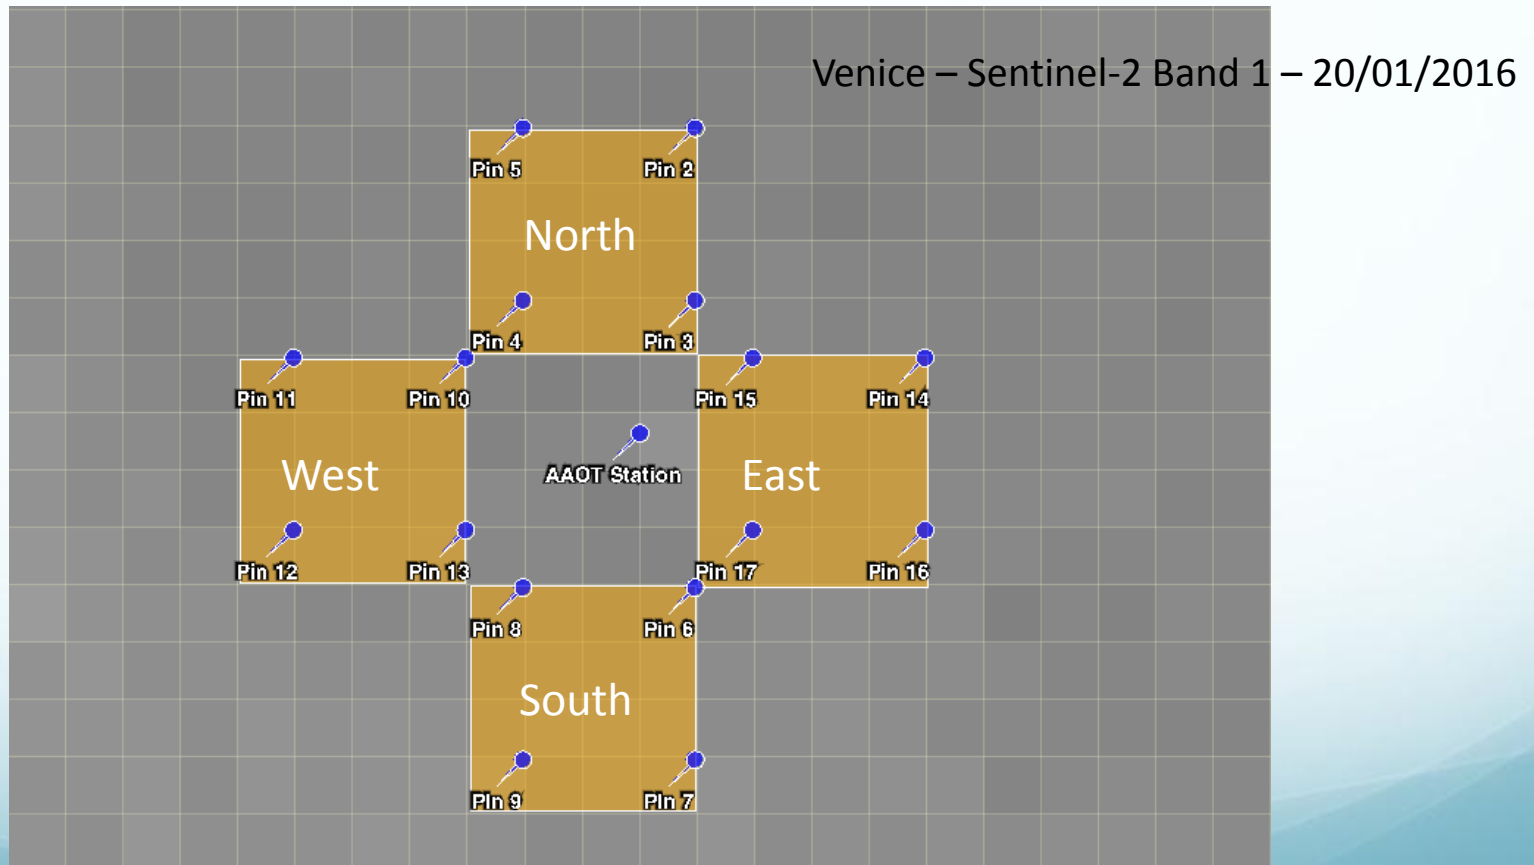 Venice – Sentinel-2 Band 1 – 20/01/2016
Pin 5
Pin 2
North
Pin 4
Pin 3
Pin 11
Pin 10
Pin 15
Pin 14
West
AAOT Station
East
Pin 12
Pin 13
Pin 17
Pin 16
Pin 8
Pin 6
South
Pin 9
Pin 7